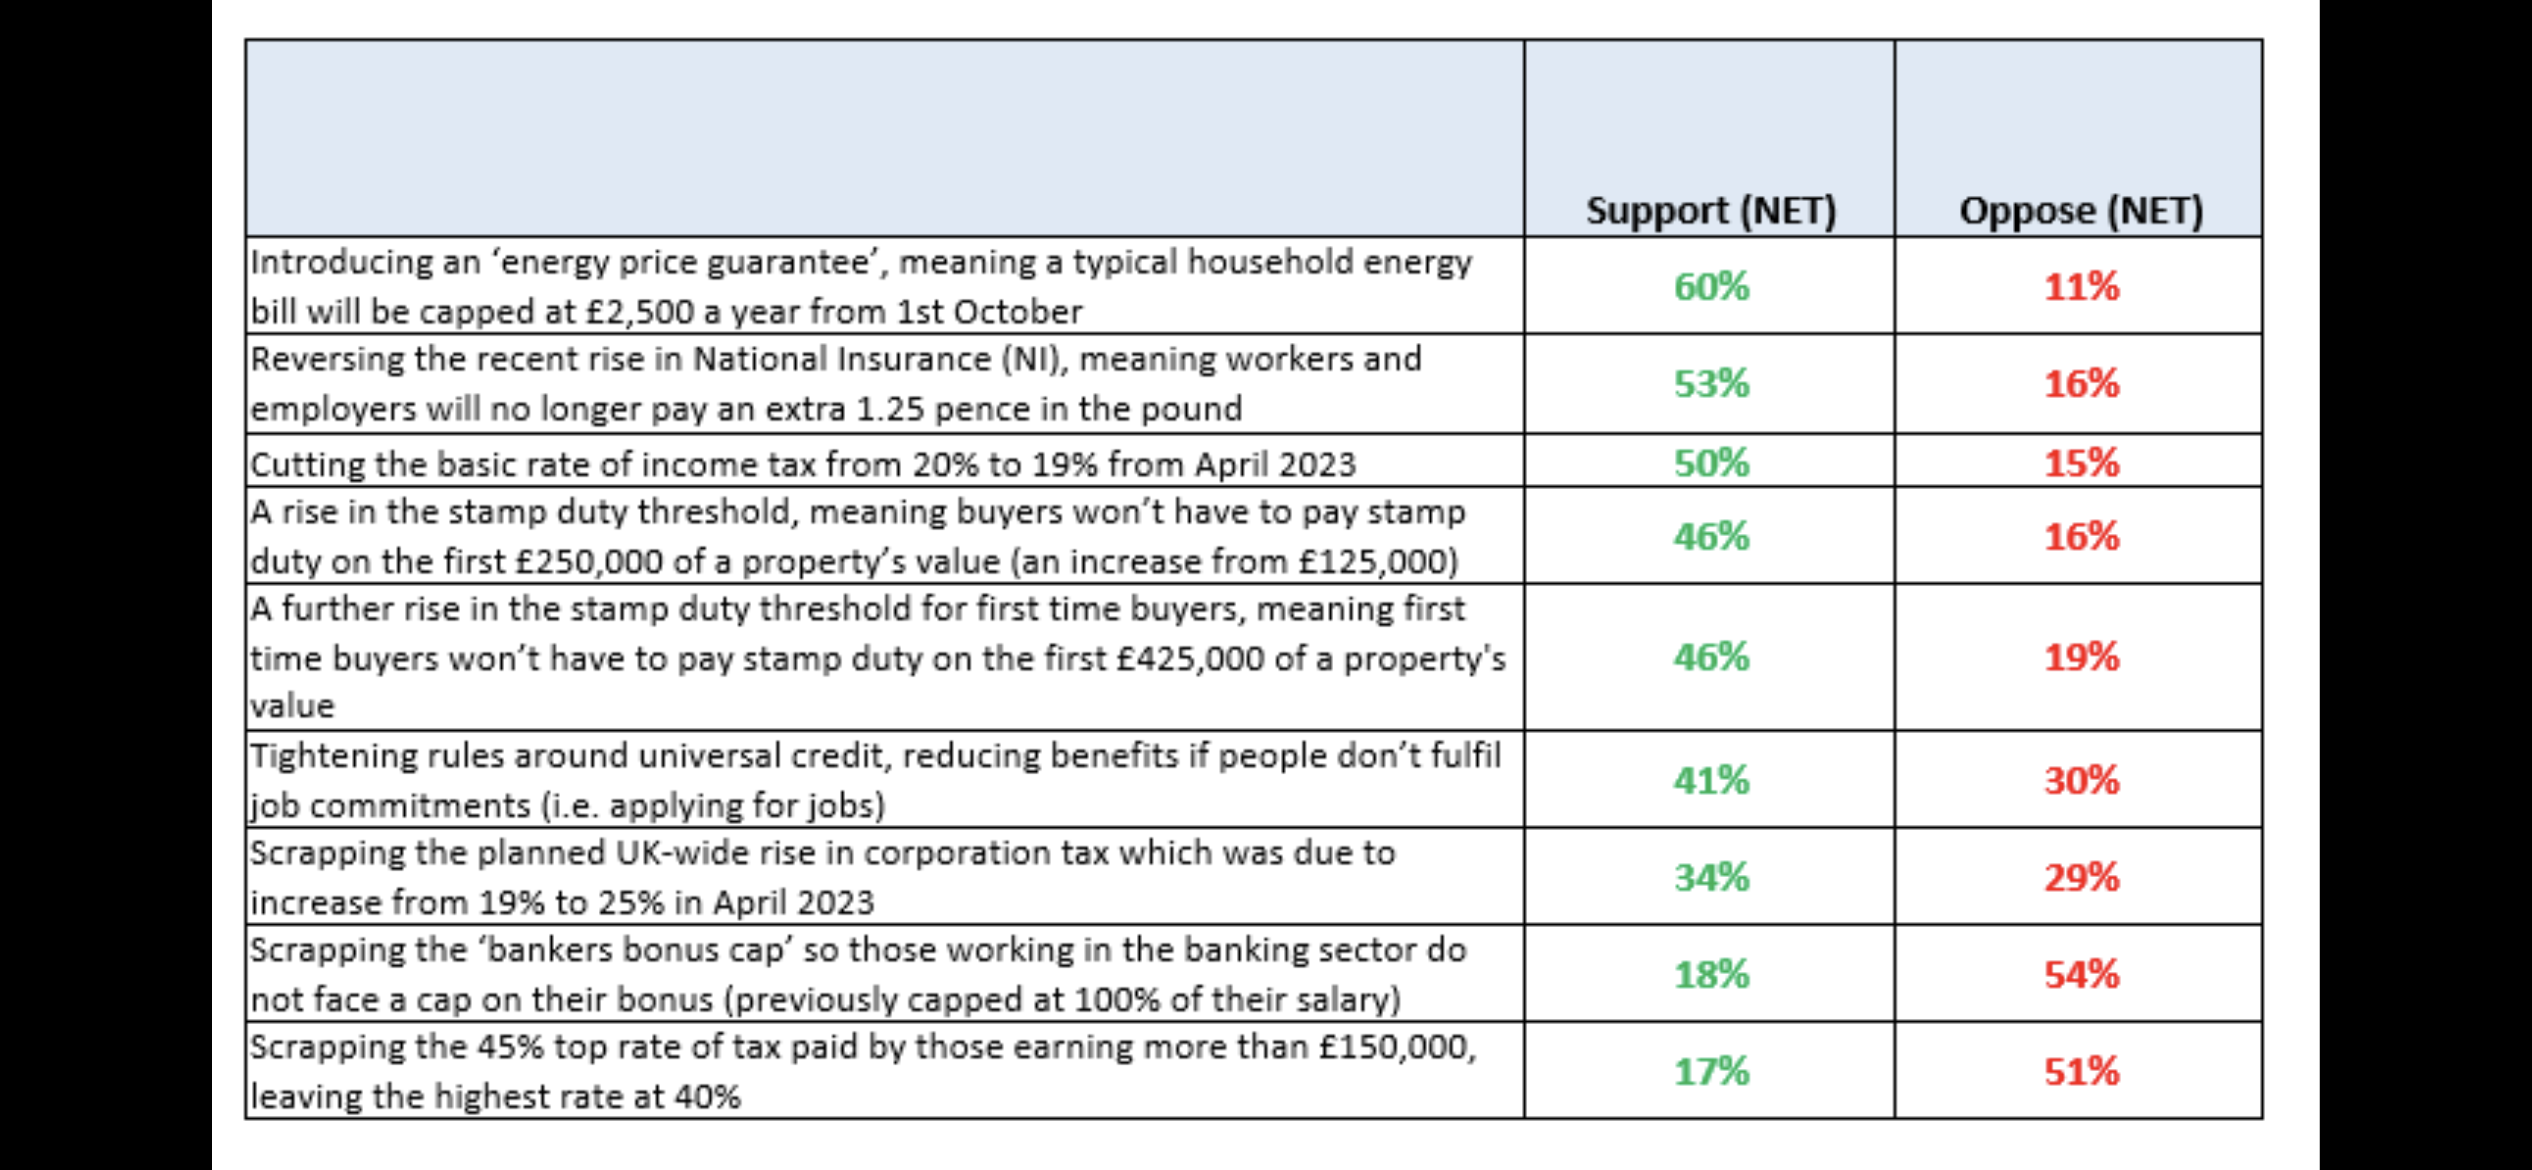 Support (NET) Oppose (NET)
Introducing an ‘energy price guarantee’, meaning a typical household energy
bill will be capped at £2,500 a year from 1st October
60% 11%
Reversing the recent rise in National Insurance (NI), meaning workers and
employers will no longer pay an extra 1.25 pence in the pound
53% 16%
Cutting the basic rate of income tax from 20% to 19% from April 2023 50% 15%
A rise in the stamp duty threshold, meaning buyers won’t have to pay stamp
duty on the first £250,000 of a property’s value (an increase from £125,000)
46% 16%
A further rise in the stamp duty threshold for first time buyers, meaning first
time buyers won’t have to pay stamp duty on the first £425,000 of a property's
value
46% 19%
Tightening rules around universal credit, reducing benefits if people don’t fulfil
job commitments (i.e. applying for jobs)
41% 30%
Scrapping the planned UK-wide rise in corporation tax which was due to
increase from 19% to 25% in April 2023
34% 29%
Scrapping the ‘bankers bonus cap’ so those working in the banking sector do
not face a cap on their bonus (previously capped at 100% of their salary)
18% 54%
Scrapping the 45% top rate of tax paid by those earning more than £150,000,
leaving the highest rate at 40%
17% 51%